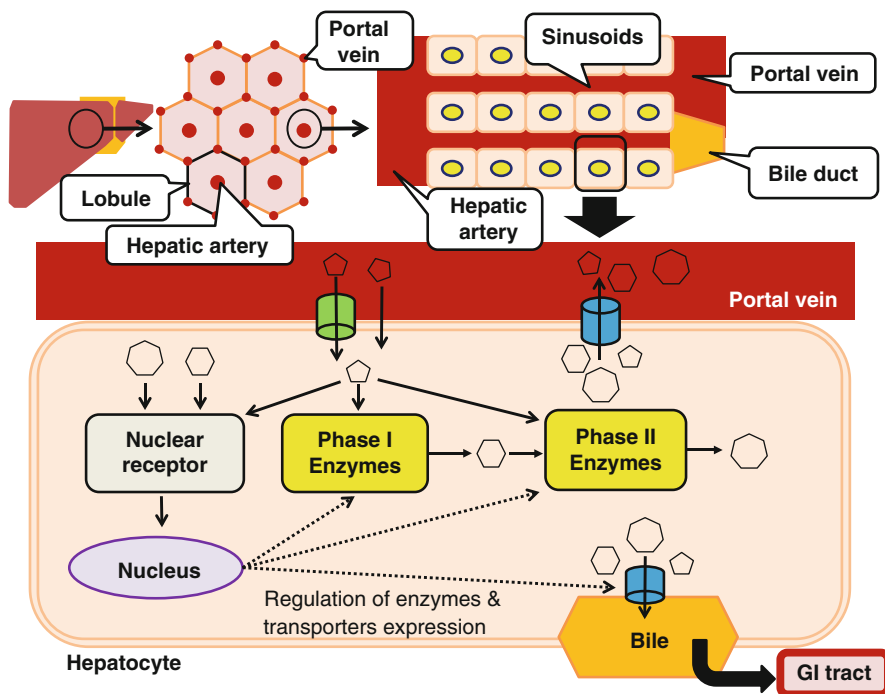 Portal
vein
Sinusoids
Portal vein
Lobule
Hepatic artery
Hepatic
artery
Bile duct
Portal vein
Nuclear
receptor
Phase I
Enzymes
Phase II
Enzymes
Nucleus
Regulation of enzymes &
transporters expression
Bile
Hepatocyte
GI tract